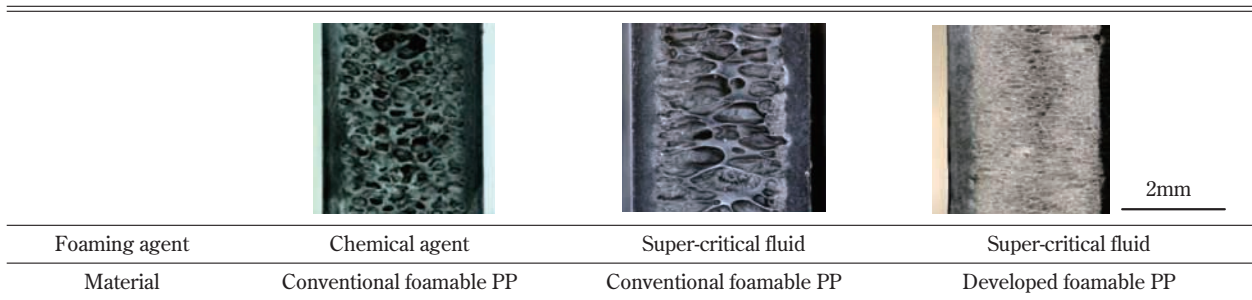 2mm
Foaming agent Chemical agent Super-critical fluid Super-critical fluid
Material Conventional foamable PP Conventional foamable PP Developed foamable PP